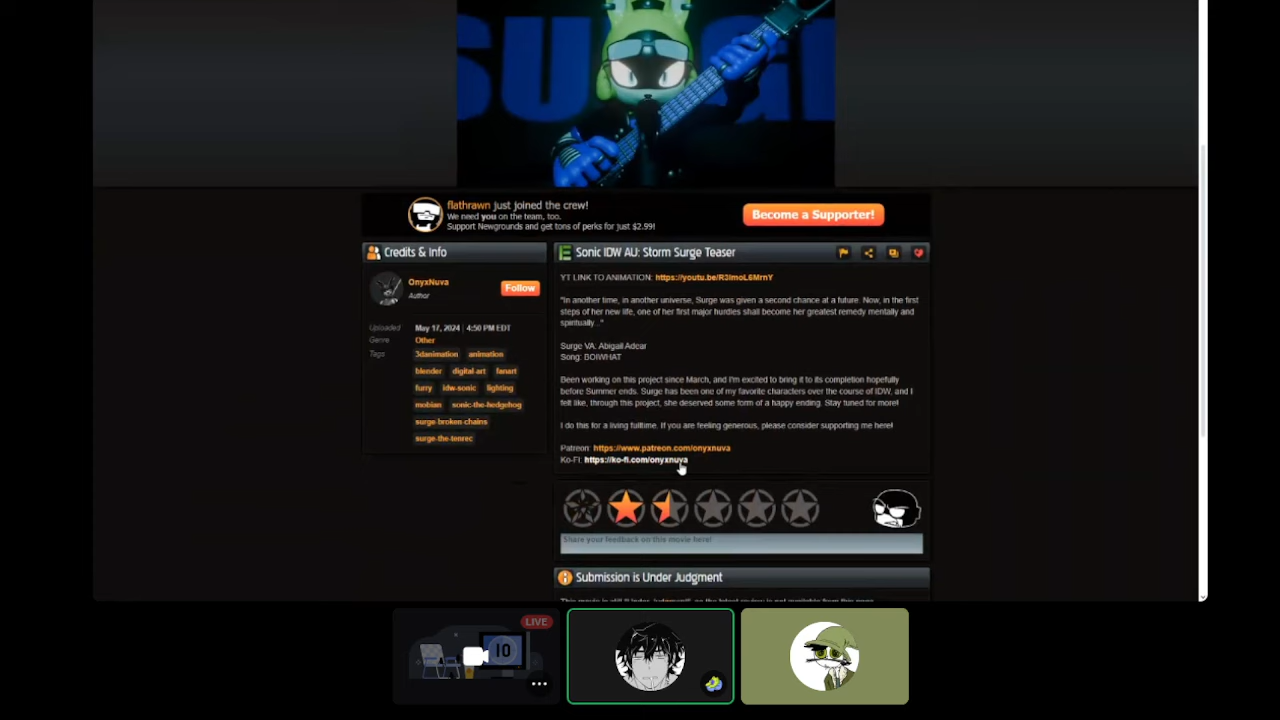 SURG
flathrawn just joined the crew!
We need you on the team, too.
Support Newgrounds and get tons of perks for just $2.99!
Become a Supporter!
Credits & Info
OnyxNuva
Author
Follow
Uploaded May 17, 2024 | 4:50 PM EDT
Genre Other
Tags 3danimation animation
blender digital-art fanart
furry idw-sonic lighting
mobian sonic-the-hedgehog
surge-broken-chains
surge-the-tenrec
Sonic IDW AU: Storm Surge Teaser
YT LINK TO ANIMATION: https://youtu.be/R3ImoL6MrnY
"In another time, in another universe, Surge was given a second chance at a future. Now, in the first
steps of her new life, one of her first major hurdles shall become her greatest remedy mentally and
spiritually..."
Surge VA: Abigail Adear
Song: BOIWHAT
Been working on this project since March, and I'm excited to bring it to its completion hopefully
before Summer ends. Surge has been one of my favorite characters over the course of IDW, and I
felt like, through this project, she deserved some form of a happy ending. Stay tuned for more!
I do this for a living fulltime. If you are feeling generous, please consider supporting me here!
Patreon: https://www.patreon.com/onyxnuva
Ko-Fi: https://ko-fi.com/onyxnuva
Share your feedback on this movie here!
Submission is Under Judgment
LIVE
10